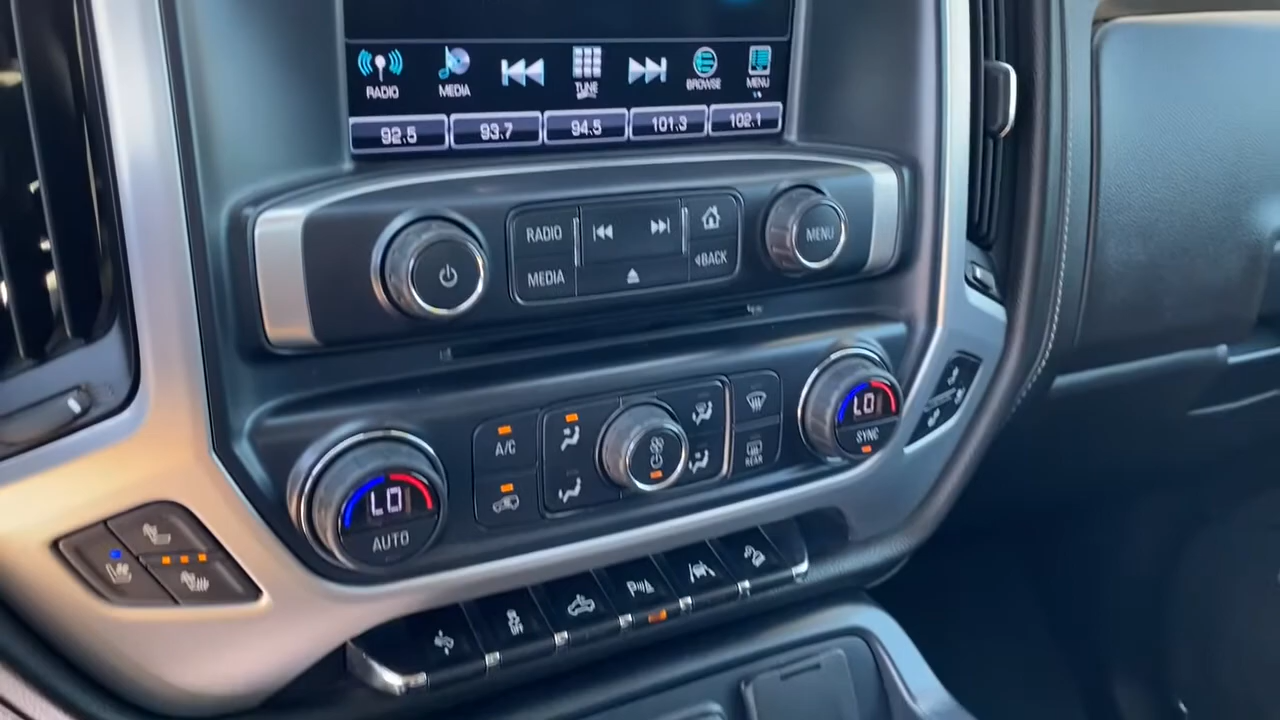 RADIO MEDIA TUNE BROWSE MENU
92.5 93.7 94.5 101.3 102.1
RADIO
MEDIA
BACK
MENU
LO
AUTO
A/C
REAR
LO
SYNC
OFF
P